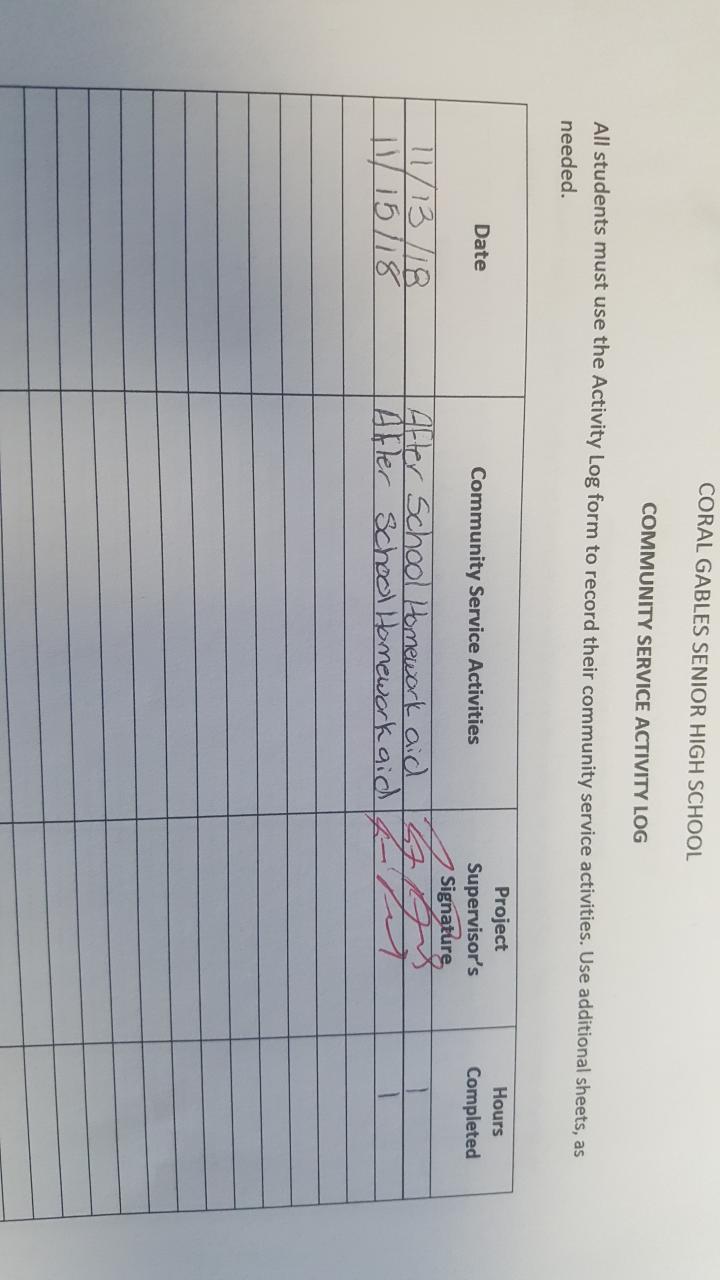 CORAL GABLES SENIOR HIGH SCHOOL
COMMUNITY SERVICE ACTIVITY LOG
All students must use the Activity Log form to record their community service activities. Use additional sheets, as
needed.
Date Community Service Activities Project Supervisor's Signature Hours Completed
11/13/18 After School Homework aid 1
11/15/18 After School Homework aid 1